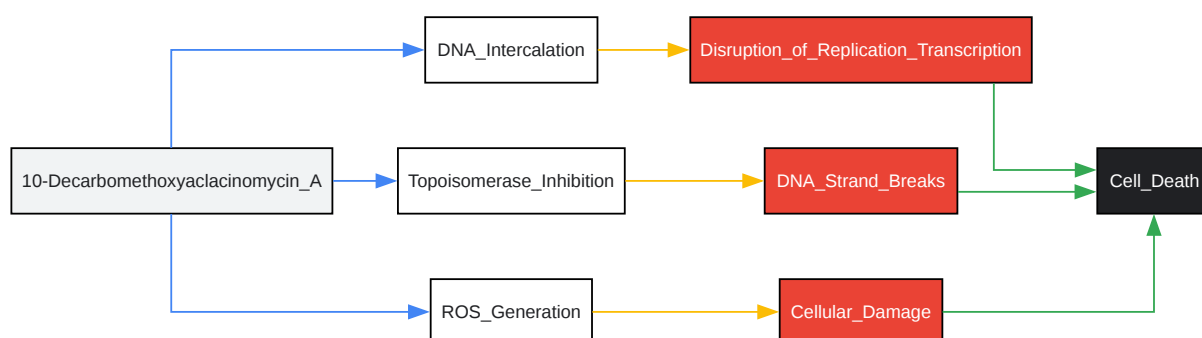 DNA_Intercalation
Disruption_of_Replication_Transcription
10-Decarbomethoxyaclacinomycin_A
Topoisomerase_Inhibition
DNA_Strand_Breaks
Cell_Death
ROS_Generation
Cellular_Damage